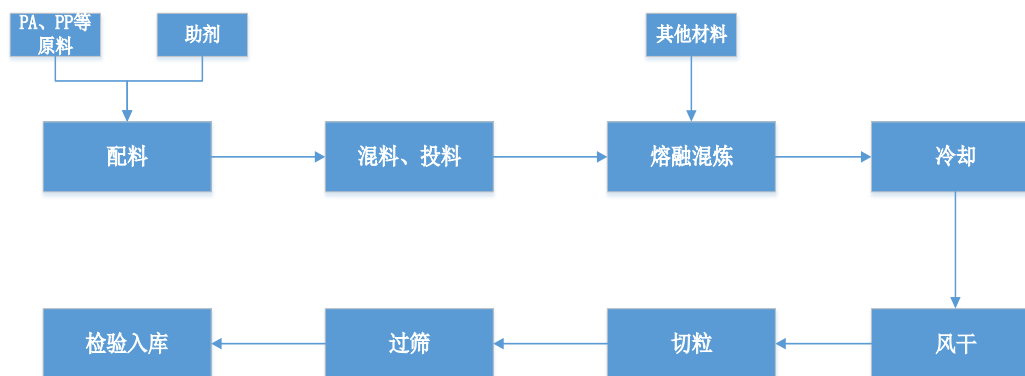 PA、PP等
原料
助剂
其他材料
配料
混料、投料
熔融混炼
冷却
检验入库
过筛
切粒
风干